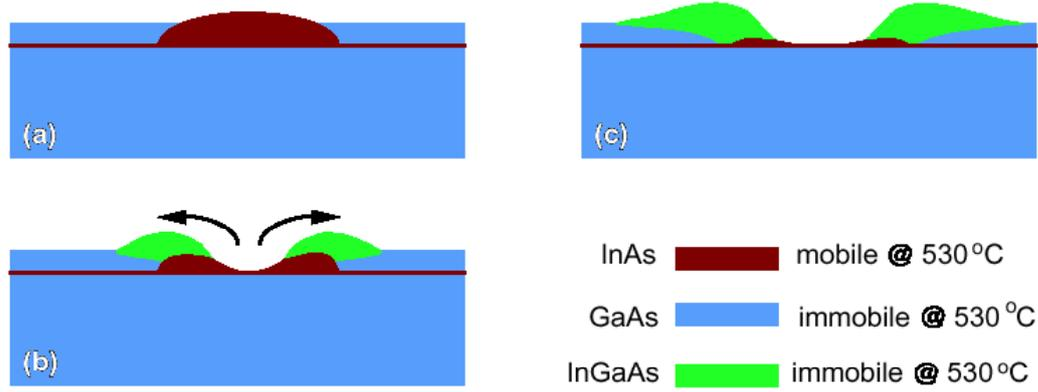 (a)
(c)
(b)
InAs mobile @ 530 °C
GaAs immobile @ 530 °C
InGaAs immobile @ 530 °C